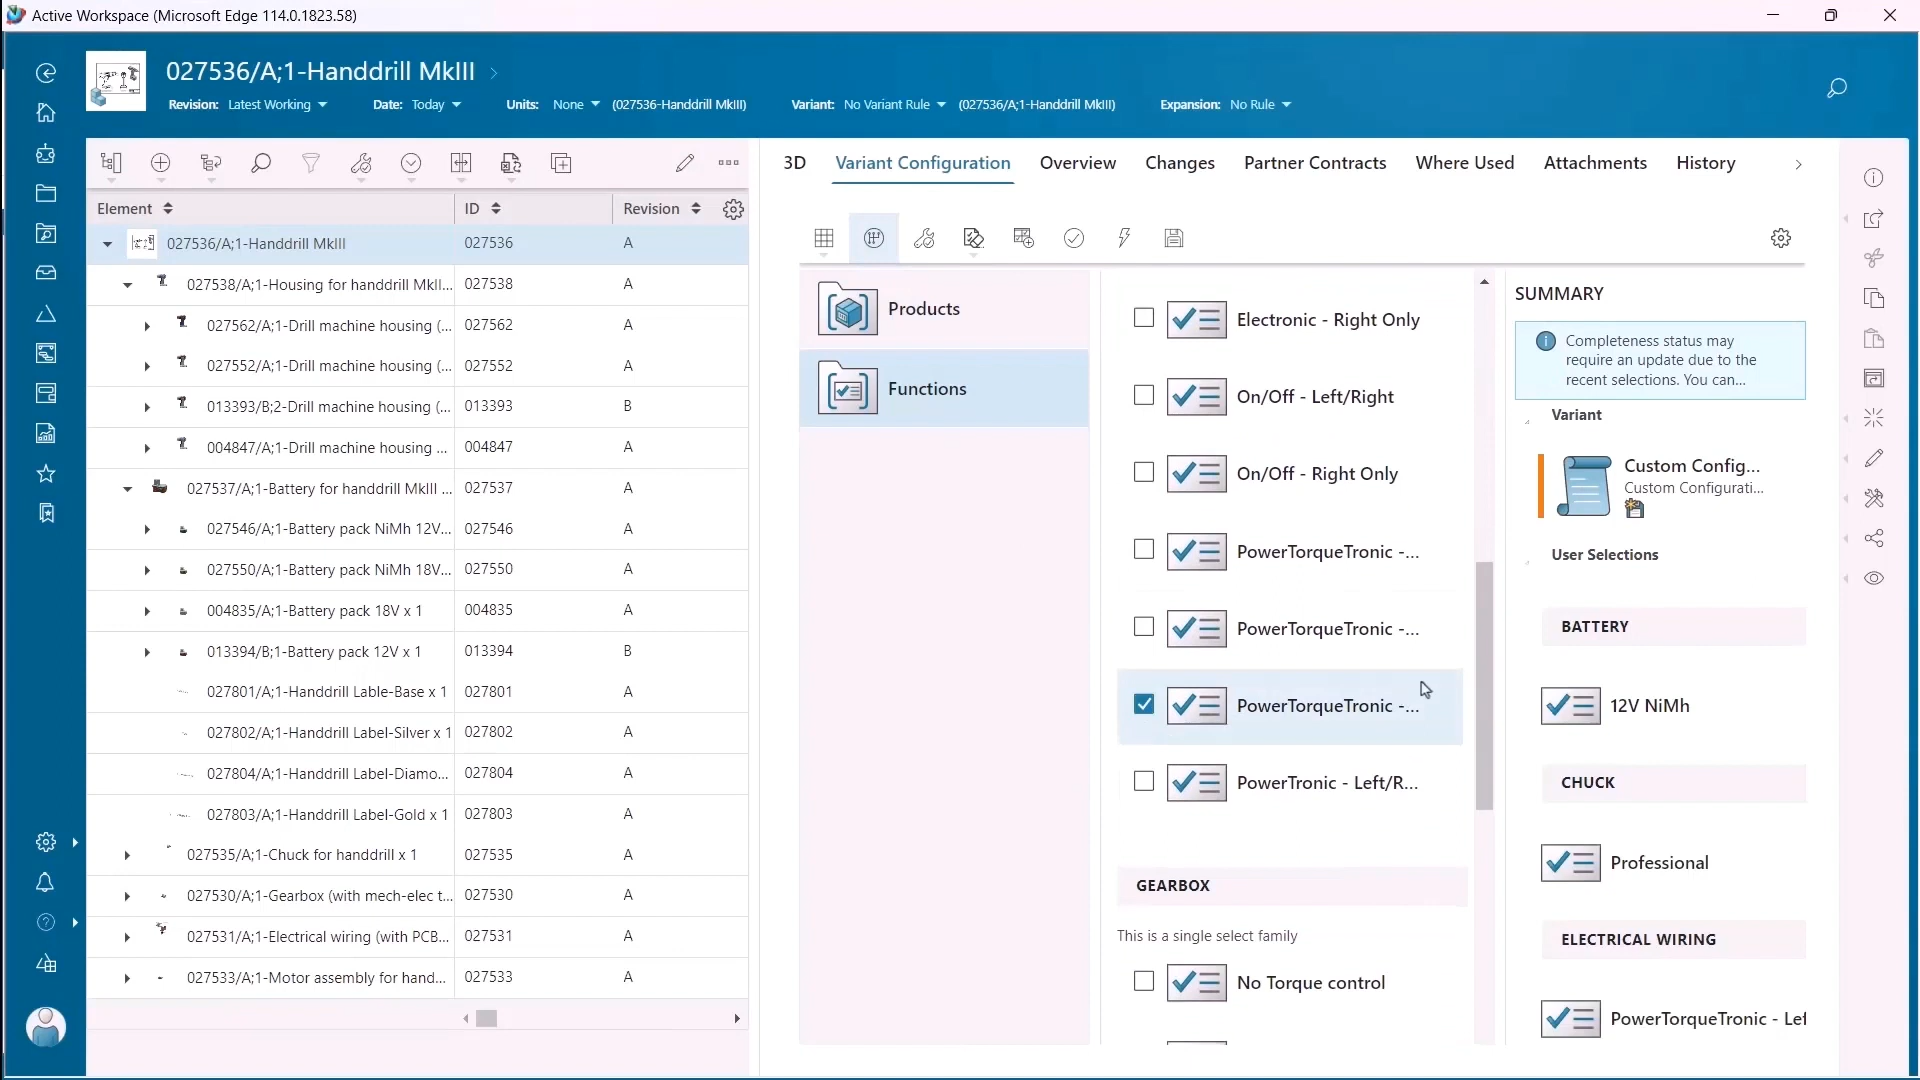 Active Workspace (Microsoft Edge 114.0.1823.58)
027536/A;1-Handdrill MkIII
Revision: Latest Working
Date: Today
Units: None
(027536-Handdrill MkIII)
Variant: No Variant Rule
(027536/A;1-Handdrill MkIII)
Expansion: No Rule
Element
ID
Revision
027536/A;1-Handdrill MkIII 027536 A
027538/A;1-Housing for handdrill MkII... 027538 A
027562/A;1-Drill machine housing (... 027562 A
027552/A;1-Drill machine housing (... 027552 A
013393/B;2-Drill machine housing (... 013393 B
004847/A;1-Drill machine housing ... 004847 A
027537/A;1-Battery for handdrill MkIII ... 027537 A
027546/A;1-Battery pack NiMh 12V... 027546 A
027550/A;1-Battery pack NiMh 18V... 027550 A
004835/A;1-Battery pack 18V x 1 004835 A
013394/B;1-Battery pack 12V x 1 013394 B
027801/A;1-Handdrill Lable-Base x 1 027801 A
027802/A;1-Handdrill Label-Silver x 1 027802 A
027804/A;1-Handdrill Label-Diamo... 027804 A
027803/A;1-Handdrill Label-Gold x 1 027803 A
027535/A;1-Chuck for handdrill x 1 027535 A
027530/A;1-Gearbox (with mech-elec t... 027530 A
027531/A;1-Electrical wiring (with PCB... 027531 A
027533/A;1-Motor assembly for hand... 027533 A
3D
Variant Configuration
Overview
Changes
Partner Contracts
Where Used
Attachments
History
Products
Functions
Electronic - Right Only
On/Off - Left/Right
On/Off - Right Only
PowerTorqueTronic -...
PowerTorqueTronic -...
PowerTorqueTronic -...
PowerTronic - Left/R...
GEARBOX
This is a single select family
No Torque control
SUMMARY
Completeness status may
require an update due to the
recent selections. You can...
Variant
Custom Config...
Custom Configurati...
User Selections
BATTERY
12V NiMh
CHUCK
Professional
ELECTRICAL WIRING
PowerTorqueTronic - Lef